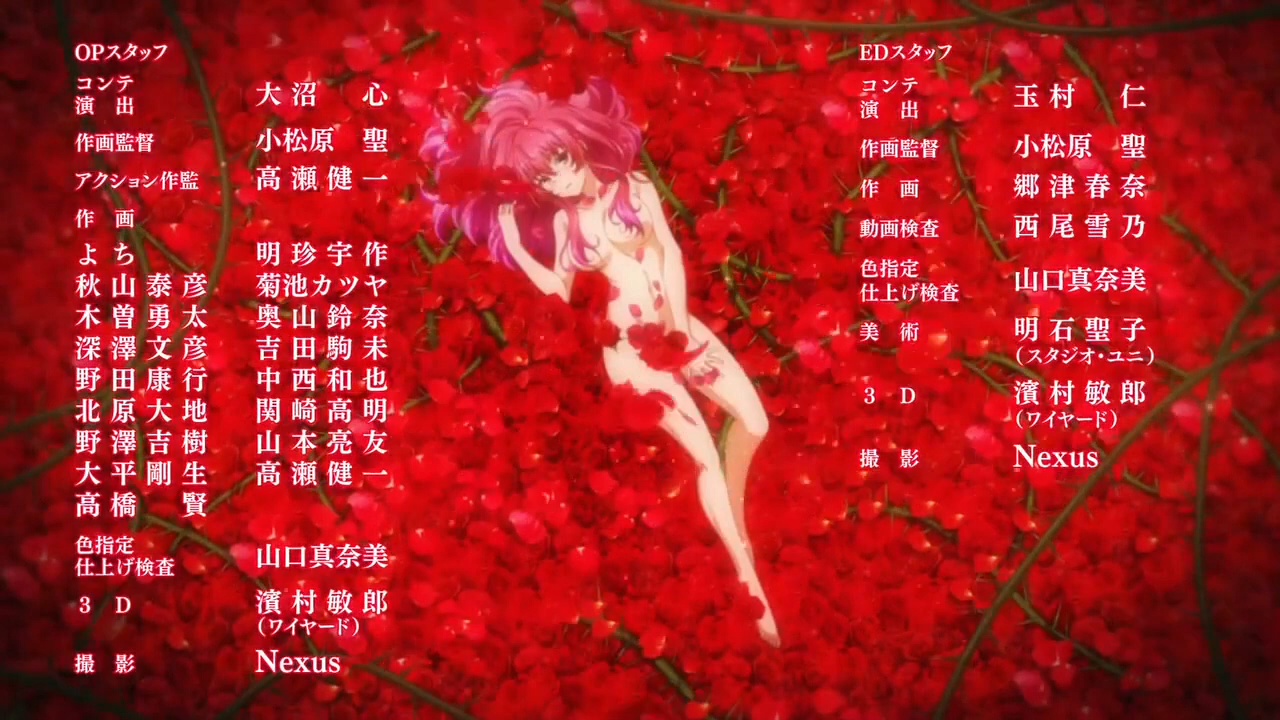 OPスタッフ
コンテ
演出
大沼 心
作画監督 小松原 聖
アクション作監 高瀬健一
作画
よち 明珍宇作
秋山泰彦 菊池カツヤ
木曽勇太 奥山鈴奈
深澤文彦 吉田駒未
野田康行 中西和也
北原大地 関崎高明
野澤吉樹 山本亮友
大平剛生 高瀬健一
高橋 賢
色指定
仕上げ検査
山口真奈美
3D 濱村敏郎
(ワイヤード)
撮影 Nexus
EDスタッフ
コンテ
演出
玉村 仁
作画監督 小松原 聖
作画 郷津春奈
動画検査 西尾雪乃
色指定
仕上げ検査
山口真奈美
美術 明石聖子
(スタジオ・ユニ)
3D 濱村敏郎
(ワイヤード)
撮影 Nexus